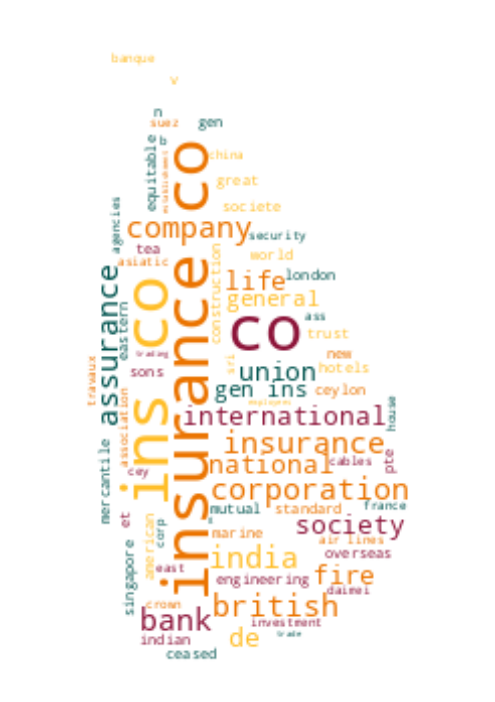 banque
v
n
suez
gen
b
equitable
co
china
establishment
great
agencies
societe
company
security
tea
world
asiatic
construction
insurance
ins co
assurance
life
london
general
eastern
co
ass
trust
trading
new
travaux
sons
sri
union
hotels
association
gen ins
ceylon
international
house
insurance
mercantile
national
cables
pte
cey
corporation
et
mutual
standard
france
american
corp
society
marine
air lines
singapore
india
overseas
east
engineering
fire
daimei
crown
british
bank
investment
indian
de
trade
ceased